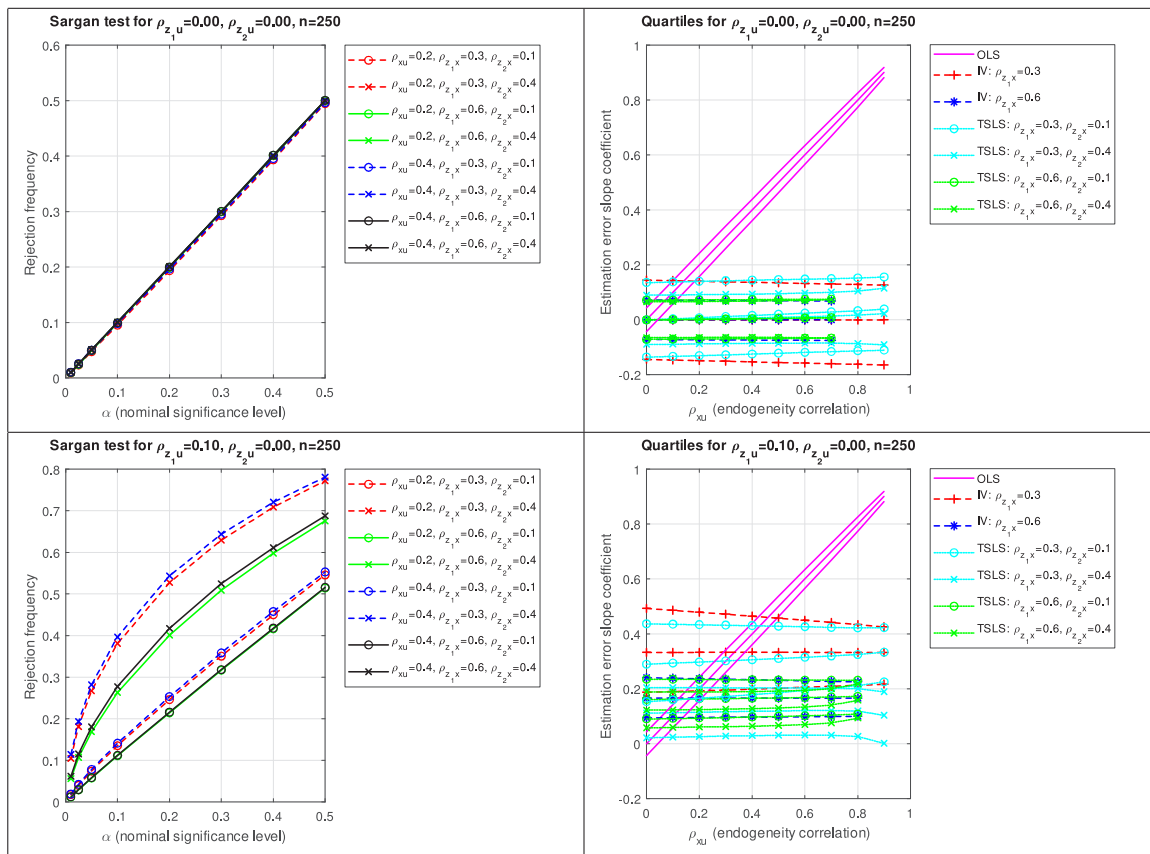 Sargan test for ρz1u=0.00, ρz2u=0.00, n=250
Rejection frequency
0.6
0.5
0.4
0.3
0.2
0.1
0
0 0.1 0.2 0.3 0.4 0.5
α (nominal significance level)
ρxu=0.2, ρz1x=0.3, ρz2x=0.1
ρxu=0.2, ρz1x=0.3, ρz2x=0.4
ρxu=0.2, ρz1x=0.6, ρz2x=0.1
ρxu=0.2, ρz1x=0.6, ρz2x=0.4
ρxu=0.4, ρz1x=0.3, ρz2x=0.1
ρxu=0.4, ρz1x=0.3, ρz2x=0.4
ρxu=0.4, ρz1x=0.6, ρz2x=0.1
ρxu=0.4, ρz1x=0.6, ρz2x=0.4
Quartiles for ρz1u=0.00, ρz2u=0.00, n=250
Estimation error slope coefficient
1
0.8
0.6
0.4
0.2
0
-0.2
0 0.2 0.4 0.6 0.8 1
ρxu (endogeneity correlation)
OLS
IV: ρz1x=0.3
IV: ρz1x=0.6
TSLS: ρz1x=0.3, ρz2x=0.1
TSLS: ρz1x=0.3, ρz2x=0.4
TSLS: ρz1x=0.6, ρz2x=0.1
TSLS: ρz1x=0.6, ρz2x=0.4
Sargan test for ρz1u=0.10, ρz2u=0.00, n=250
Rejection frequency
0.8
0.7
0.6
0.5
0.4
0.3
0.2
0.1
0
0 0.1 0.2 0.3 0.4 0.5
α (nominal significance level)
ρxu=0.2, ρz1x=0.3, ρz2x=0.1
ρxu=0.2, ρz1x=0.3, ρz2x=0.4
ρxu=0.2, ρz1x=0.6, ρz2x=0.1
ρxu=0.2, ρz1x=0.6, ρz2x=0.4
ρxu=0.4, ρz1x=0.3, ρz2x=0.1
ρxu=0.4, ρz1x=0.3, ρz2x=0.4
ρxu=0.4, ρz1x=0.6, ρz2x=0.1
ρxu=0.4, ρz1x=0.6, ρz2x=0.4
Quartiles for ρz1u=0.10, ρz2u=0.00, n=250
Estimation error slope coefficient
1
0.8
0.6
0.4
0.2
0
-0.2
0 0.2 0.4 0.6 0.8 1
ρxu (endogeneity correlation)
OLS
IV: ρz1x=0.3
IV: ρz1x=0.6
TSLS: ρz1x=0.3, ρz2x=0.1
TSLS: ρz1x=0.3, ρz2x=0.4
TSLS: ρz1x=0.6, ρz2x=0.1
TSLS: ρz1x=0.6, ρz2x=0.4